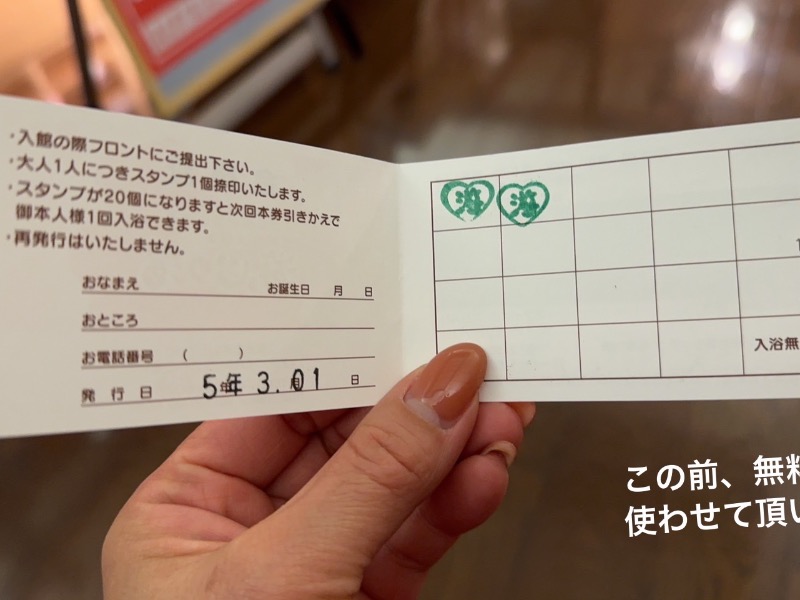 ・入館の際フロントにご提出下さい。
・大人1人につきスタンプ1個捺印いたします。
・スタンプが20個になりますと次回本券引きかえで
御本人様1回入浴できます。
・再発行はいたしません。
おなまえ　お誕生日　月　日
おところ
お電話番号　（　　）
発行日　5年 3.01　日
入浴無
この前、無料
使わせて頂い